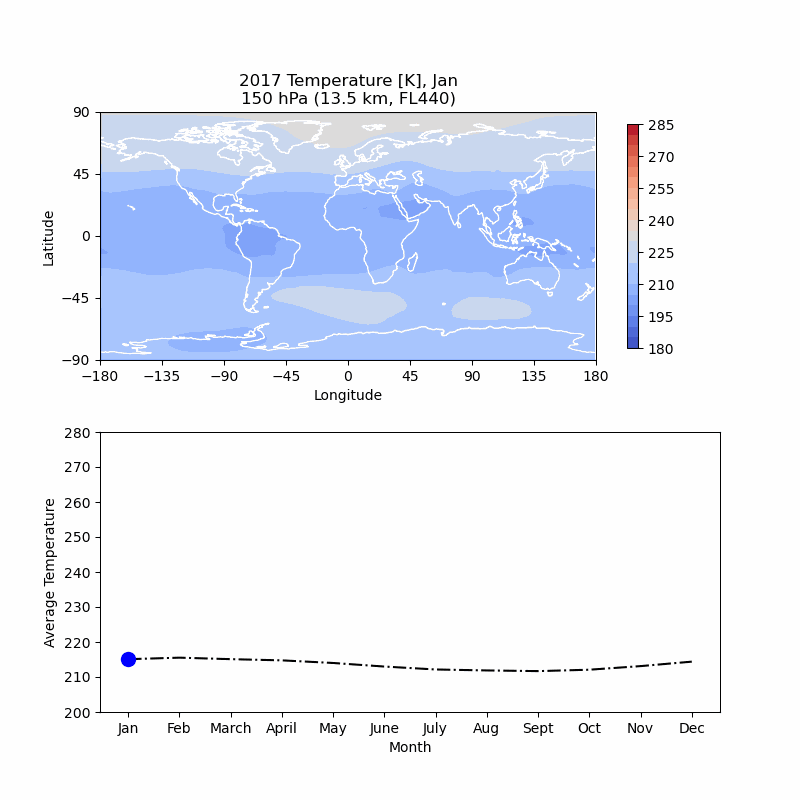 2017 Temperature [K], Jan
150 hPa (13.5 km, FL440)
90
45
0
−45
−90
Latitude
−180 −135 −90 −45 0 45 90 135 180
Longitude
285
270
255
240
225
210
195
180
280
270
260
250
240
230
220
210
200
Average Temperature
Jan Feb March April May June July Aug Sept Oct Nov Dec
Month